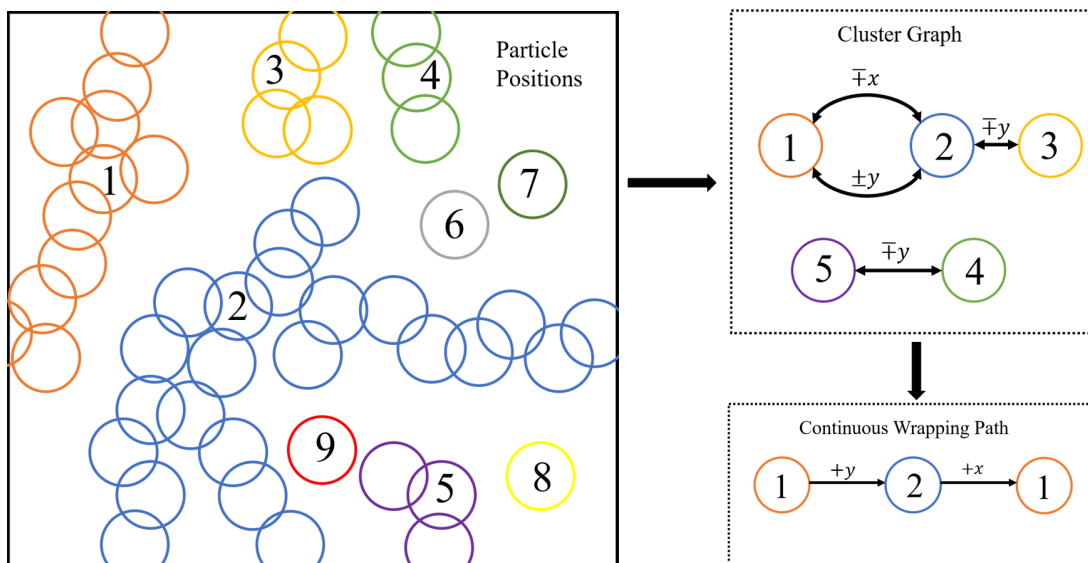 Particle
Positions
1
2
3
4
5
6
7
8
9
Cluster Graph
∓x
1
2
∓y
3
±y
5
∓y
4
Continuous Wrapping Path
1
+y
2
+x
1